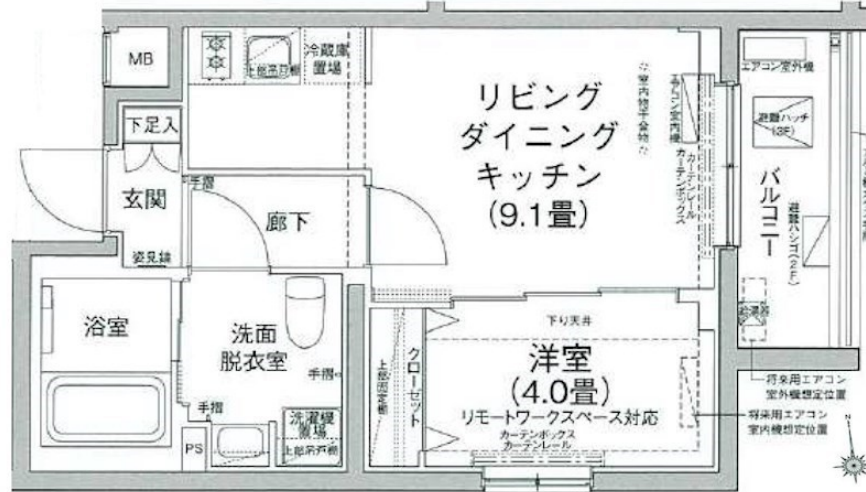 MB
冷蔵庫
置場
上部吊戸棚
下足入
玄関
手摺
姿見鏡
廊下
リビング
ダイニング
キッチン
(9.1畳)
室内物干金物
エアコン室内機
カーテンレール
カーテンボックス
エアコン室外機
避難ハッチ
(3F)
バルコニー
避難ハシゴ(2F)
給湯器
浴室
洗面
脱衣室
手摺
手摺
洗濯機
置場
上部吊戸棚
PS
上部固定棚
クローゼット
下り天井
洋室
(4.0畳)
リモートワークスペース対応
カーテンボックス
カーテンレール
将来用エアコン
室外機想定位置
将来用エアコン
室内機想定位置
N